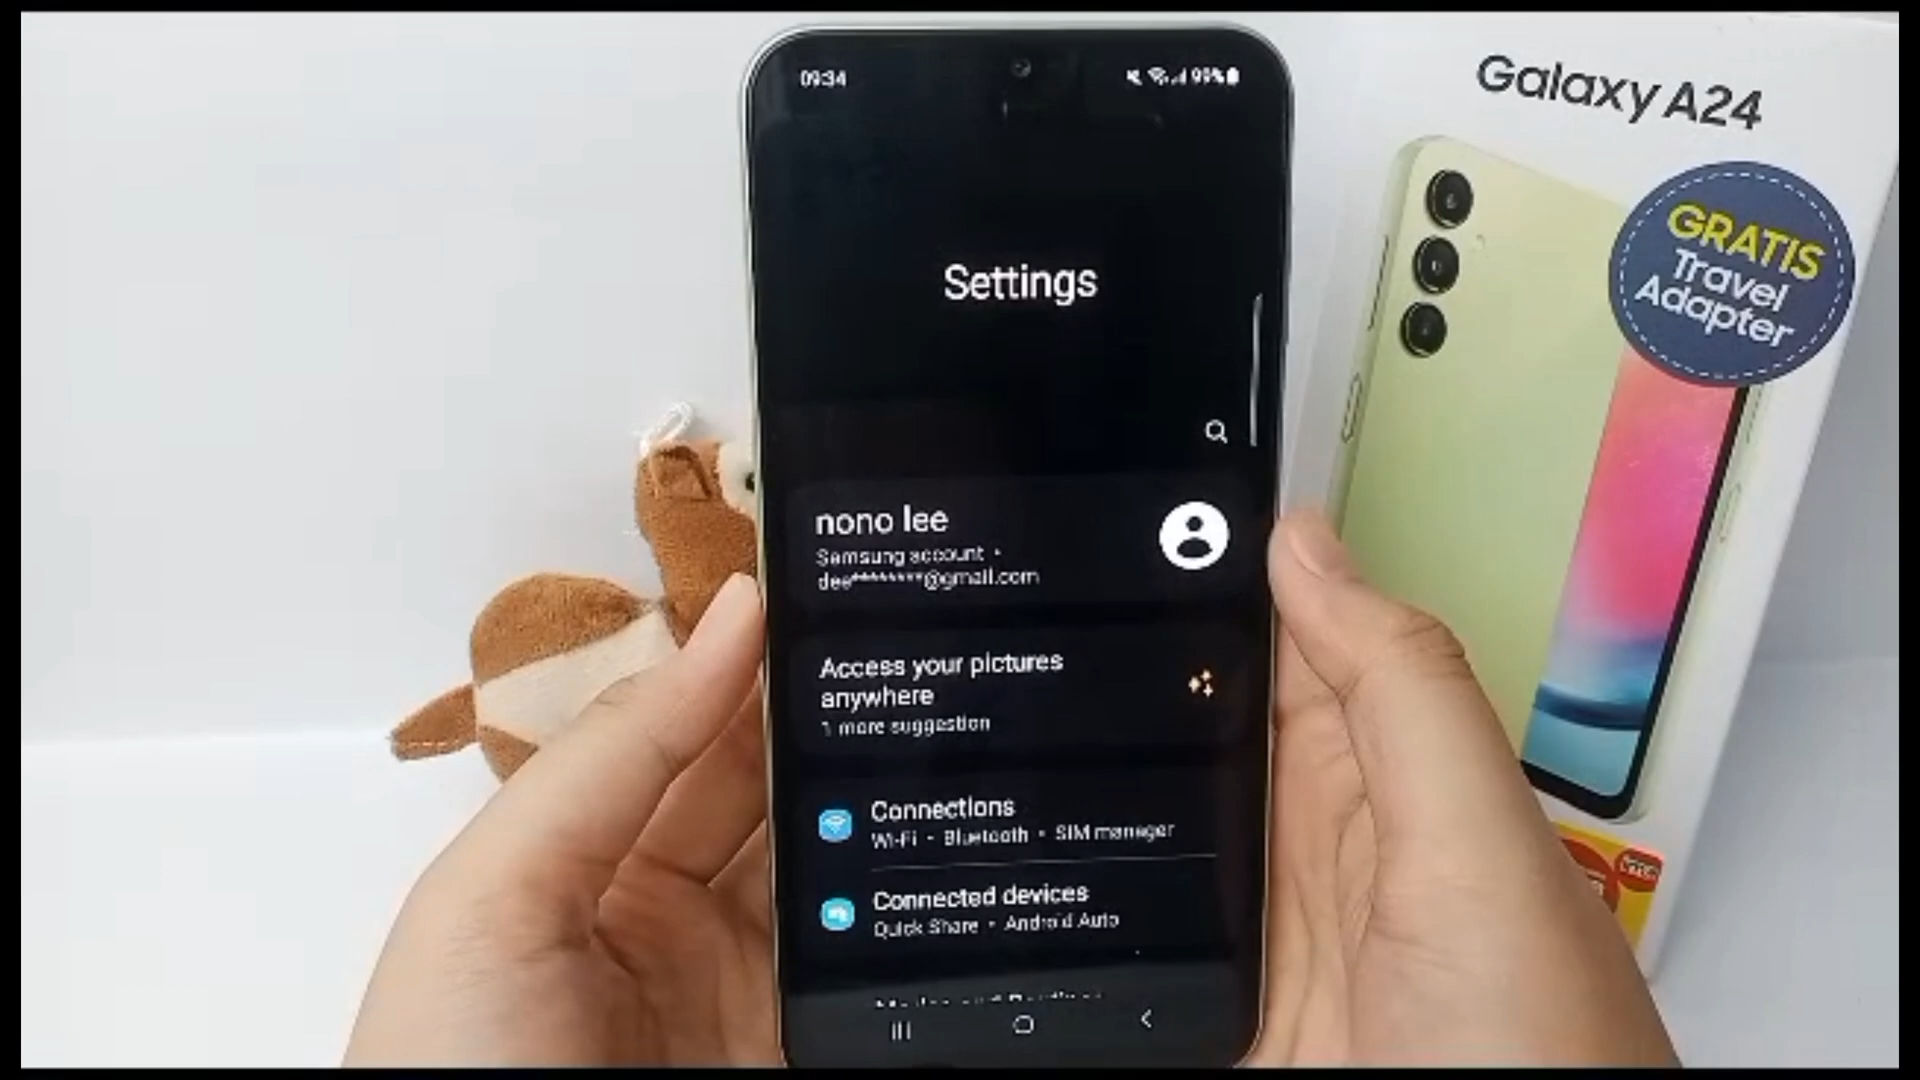 09:34
99%
Galaxy A24
GRATIS
Travel
Adapter
Settings
nono lee
Samsung account •
dee********@gmail.com
Access your pictures
anywhere
1 more suggestion
Connections
Wi-Fi • Bluetooth • SIM manager
Connected devices
Quick Share • Android Auto